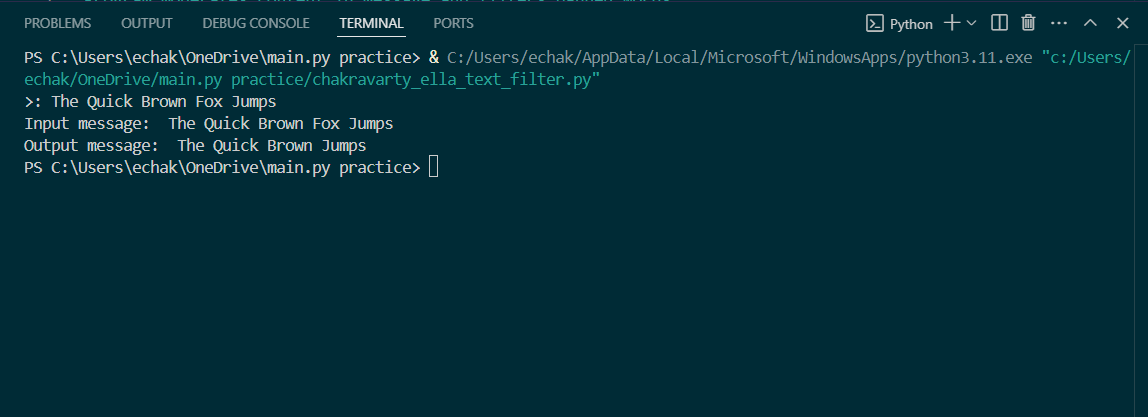 PROBLEMS OUTPUT DEBUG CONSOLE TERMINAL PORTS Python
PS C:\Users\echak\OneDrive\main.py practice> & C:/Users/echak/AppData/Local/Microsoft/WindowsApps/python3.11.exe "c:/Users/
echak/OneDrive/main.py practice/chakravarty_ella_text_filter.py"
>: The Quick Brown Fox Jumps
Input message:  The Quick Brown Fox Jumps
Output message:  The Quick Brown Jumps
PS C:\Users\echak\OneDrive\main.py practice>